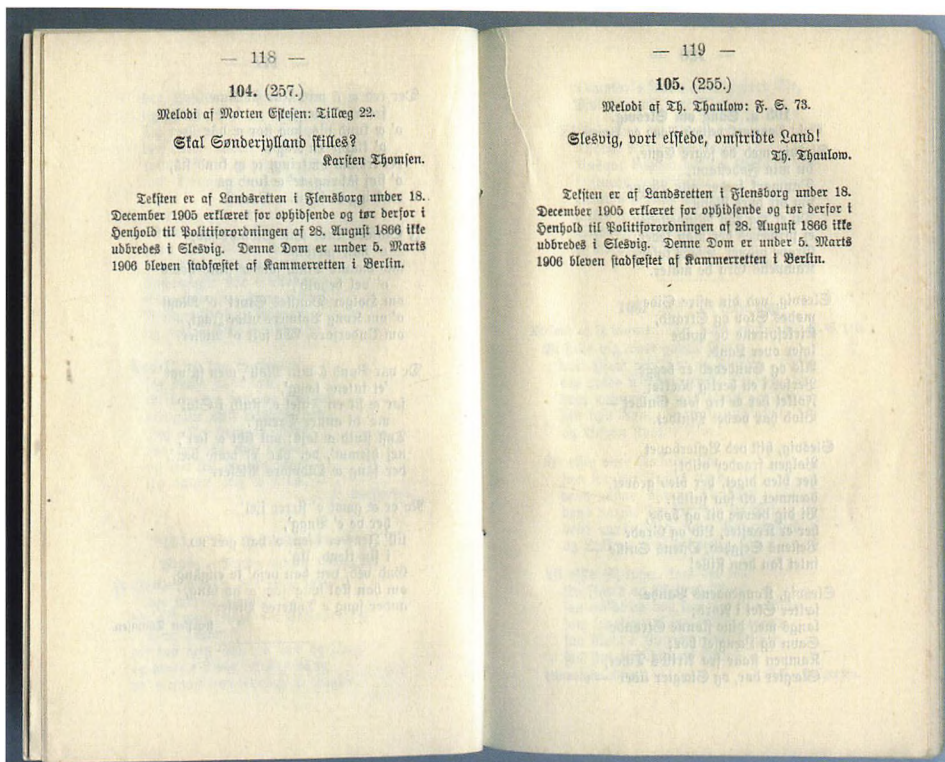 — 118 —
104. (257.)
Melodi af Morten Eskesen: Tillæg 22.
Skal Sønderjylland skilles?
Karsten Thomsen.
Teksten er af Landsretten i Flensborg under 18.
December 1905 erklæret for ophidsende og tør derfor i
Henhold til Politiforordningen af 28. August 1866 ikke
udbredes i Slesvig. Denne Dom er under 5. Marts
1906 bleven stadfæstet af Kammerretten i Berlin.
— 119 —
105. (255.)
Melodi af Th. Thaulow: F. S. 73.
Slesvig, vort elskede, omstridte Land!
Th. Thaulow.
Teksten er af Landsretten i Flensborg under 18.
December 1905 erklæret for ophidsende og tør derfor i
Henhold til Politiforordningen af 28. August 1866 ikke
udbredes i Slesvig. Denne Dom er under 5. Marts
1906 bleven stadfæstet af Kammerretten i Berlin.